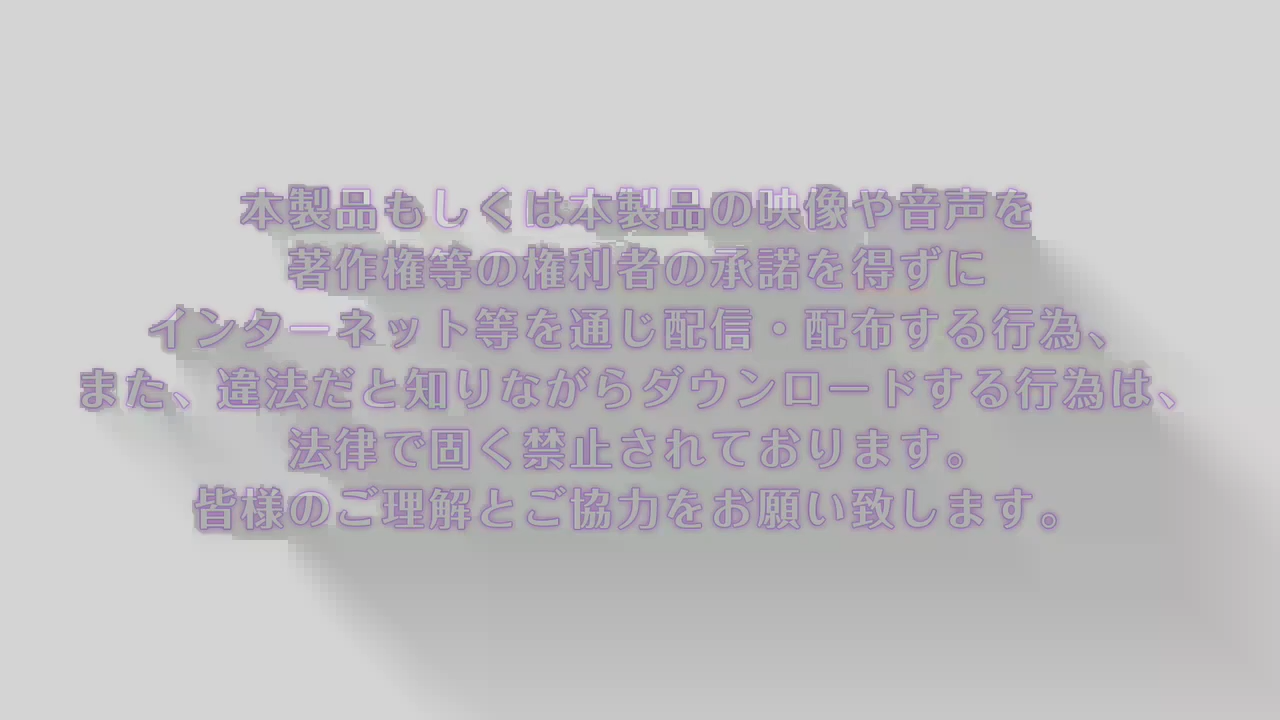 本製品もしくは本製品の映像や音声を
著作権等の権利者の承諾を得ずに
インターネット等を通じ配信・配布する行為、
また、違法だと知りながらダウンロードする行為は、
法律で固く禁止されております。
皆様のご理解とご協力をお願い致します。